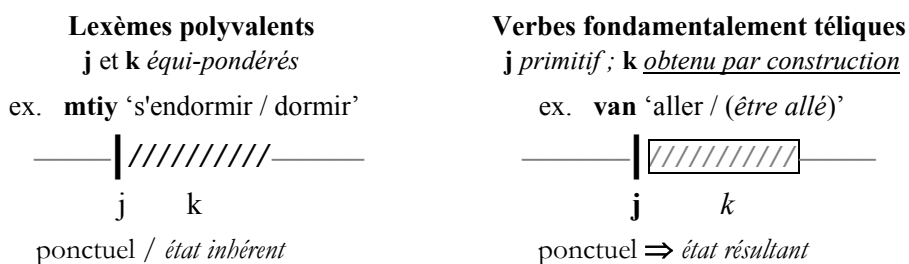 Lexèmes polyvalents
j et k équi-pondérés
ex. mtiy ‘s'endormir / dormir’
j k
ponctuel / état inhérent
Verbes fondamentalement téliques
j primitif ; k obtenu par construction
ex. van ‘aller / (être allé)’
j k
ponctuel ⇒ état résultant